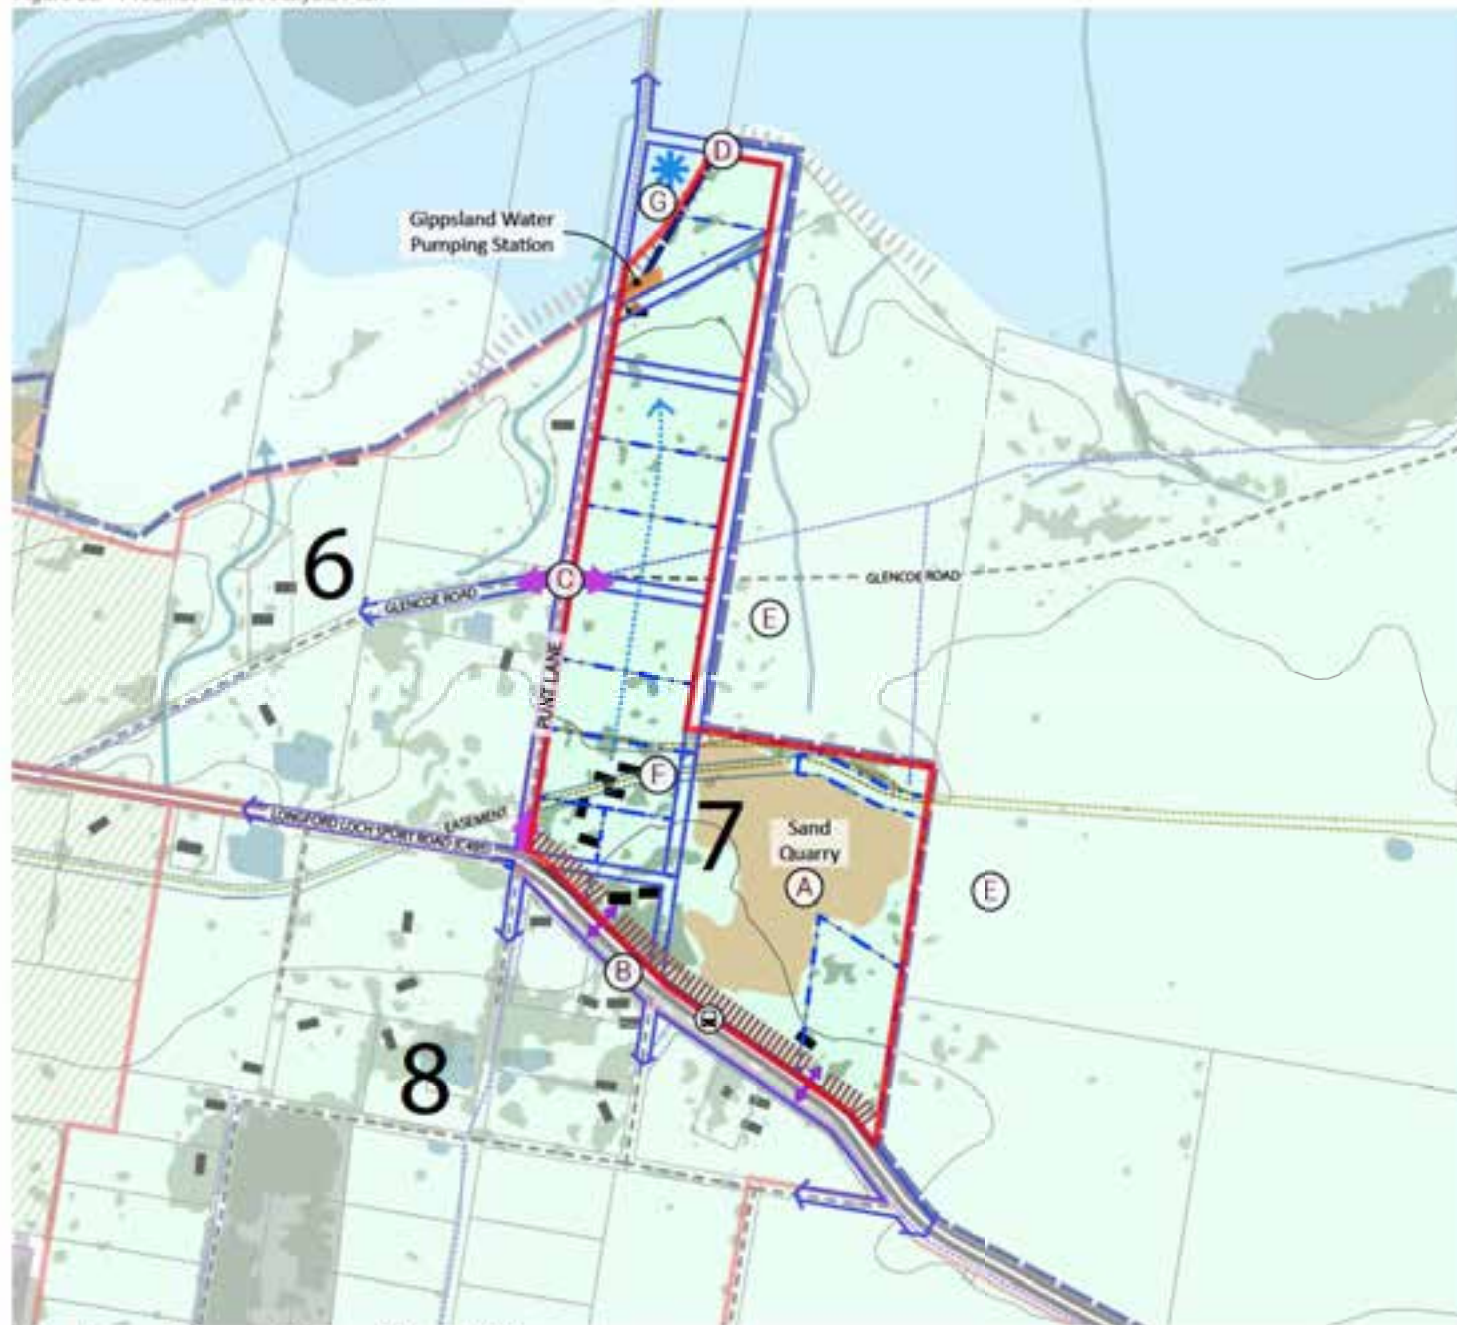 D
G
Gippsland Water
Pumping Station
6
C
GLENCOE ROAD
GLENCOE ROAD
E
PUNT LANE
F
7
EASEMENT
LONGFORD LOCH SPORT ROAD (C485)
Sand
Quarry
A
E
B
8